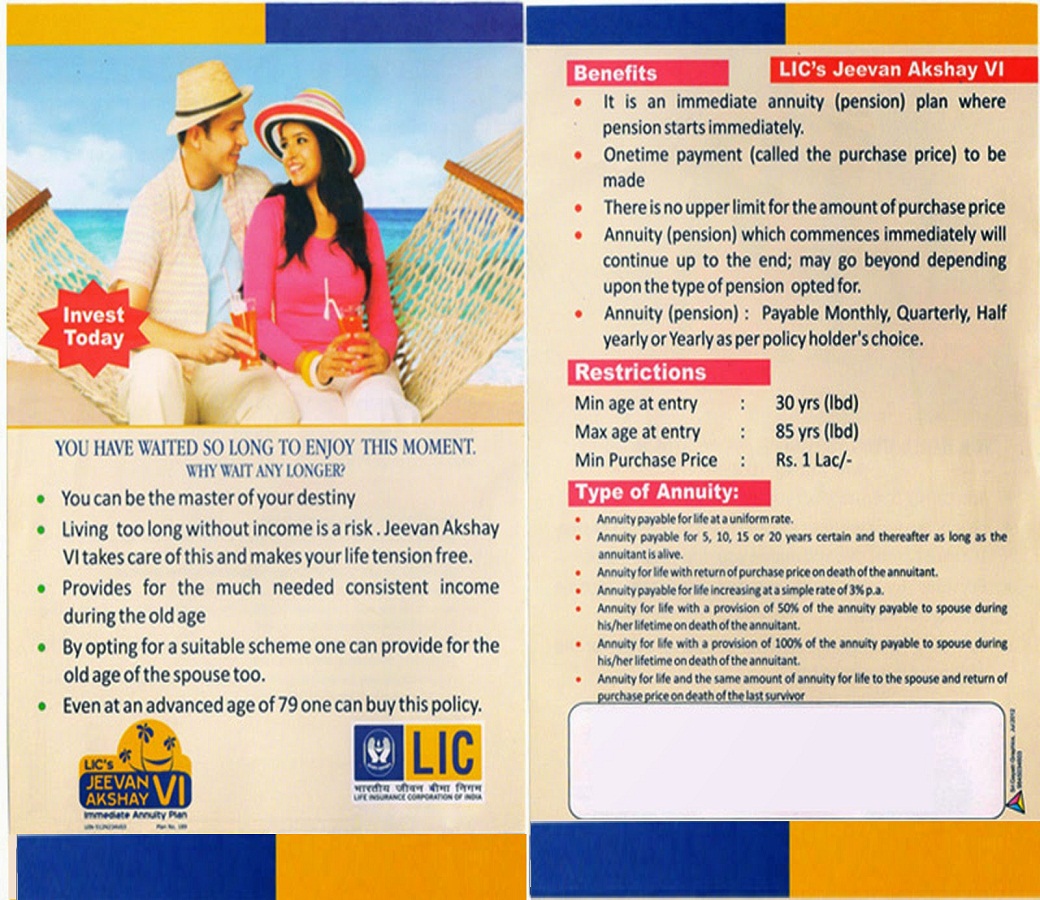 Invest
Today
YOU HAVE WAITED SO LONG TO ENJOY THIS MOMENT.
WHY WAIT ANY LONGER?
You can be the master of your destiny
Living too long without income is a risk . Jeevan Akshay
VI takes care of this and makes your life tension free.
Provides for the much needed consistent income
during the old age
By opting for a suitable scheme one can provide for the
old age of the spouse too.
Even at an advanced age of 79 one can buy this policy.
LIC's
JEEVAN
AKSHAY VI
Immediate Annuity Plan
Plan No. 189
LIC
भारतीय जीवन बीमा निगम
LIFE INSURANCE CORPORATION OF INDIA
LIC's Jeevan Akshay VI
Benefits
It is an immediate annuity (pension) plan where
pension starts immediately.
Onetime payment (called the purchase price) to be
made
There is no upper limit for the amount of purchase price
Annuity (pension) which commences immediately will
continue up to the end; may go beyond depending
upon the type of pension opted for.
Annuity (pension) : Payable Monthly, Quarterly, Half
yearly or Yearly as per policy holder's choice.
Restrictions
Min age at entry : 30 yrs (lbd)
Max age at entry : 85 yrs (lbd)
Min Purchase Price : Rs. 1 Lac/-
Type of Annuity:
Annuity payable for life at a uniform rate.
Annuity payable for 5, 10, 15 or 20 years certain and thereafter as long as the
annuitant is alive.
Annuity for life with return of purchase price on death of the annuitant.
Annuity payable for life increasing at a simple rate of 3% p.a.
Annuity for life with a provision of 50% of the annuity payable to spouse during
his/her lifetime on death of the annuitant.
Annuity for life with a provision of 100% of the annuity payable to spouse during
his/her lifetime on death of the annuitant.
Annuity for life and the same amount of annuity for life to the spouse and return of
purchase price on death of the last survivor